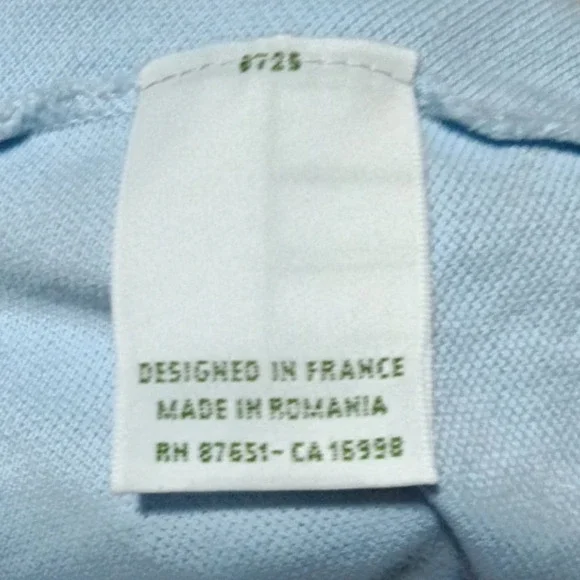 8725
DESIGNED IN FRANCE
MADE IN ROMANIA
RN 87651-CA 16998